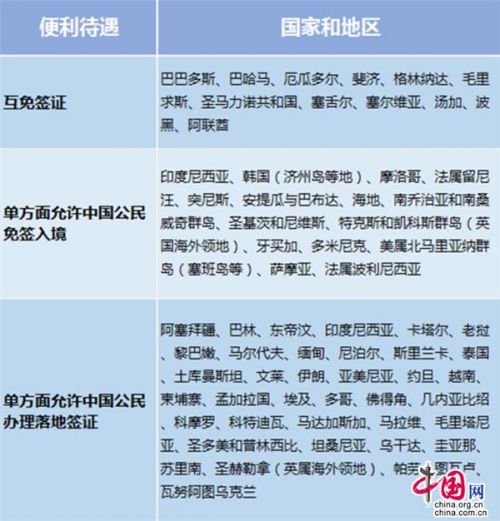 便利待遇
国家和地区
互免签证
巴巴多斯、巴哈马、厄瓜多尔、斐济、格林纳达、毛里
求斯、圣马力诺共和国、塞舌尔、塞尔维亚、汤加、波
黑、阿联酋
单方面允许中国公民
免签入境
印度尼西亚、韩国（济州岛等地）、摩洛哥、法属留尼
汪、突尼斯、安提瓜与巴布达、海地、南乔治亚和南桑
威奇群岛、圣基茨和尼维斯、特克斯和凯科斯群岛（英
国海外领地）、牙买加、多米尼克、美属北马里亚纳群
岛（塞班岛等）、萨摩亚、法属波利尼西亚
单方面允许中国公民
办理落地签证
阿塞拜疆、巴林、东帝汶、印度尼西亚、卡塔尔、老挝
、黎巴嫩、马尔代夫、缅甸、尼泊尔、斯里兰卡、泰国
、土库曼斯坦、文莱、伊朗、亚美尼亚、约旦、越南、
柬埔寨、孟加拉国、埃及、多哥、佛得角、几内亚比绍
、科摩罗、科特迪瓦、马达加斯加、马拉维、毛里塔尼
亚、圣多美和普林西比、坦桑尼亚、乌干达、圭亚那、
苏里南、圣赫勒拿（英属海外领地）、帕劳、图瓦卢、
瓦努阿图乌克兰
中国网
china.org.cn
china.com.cn